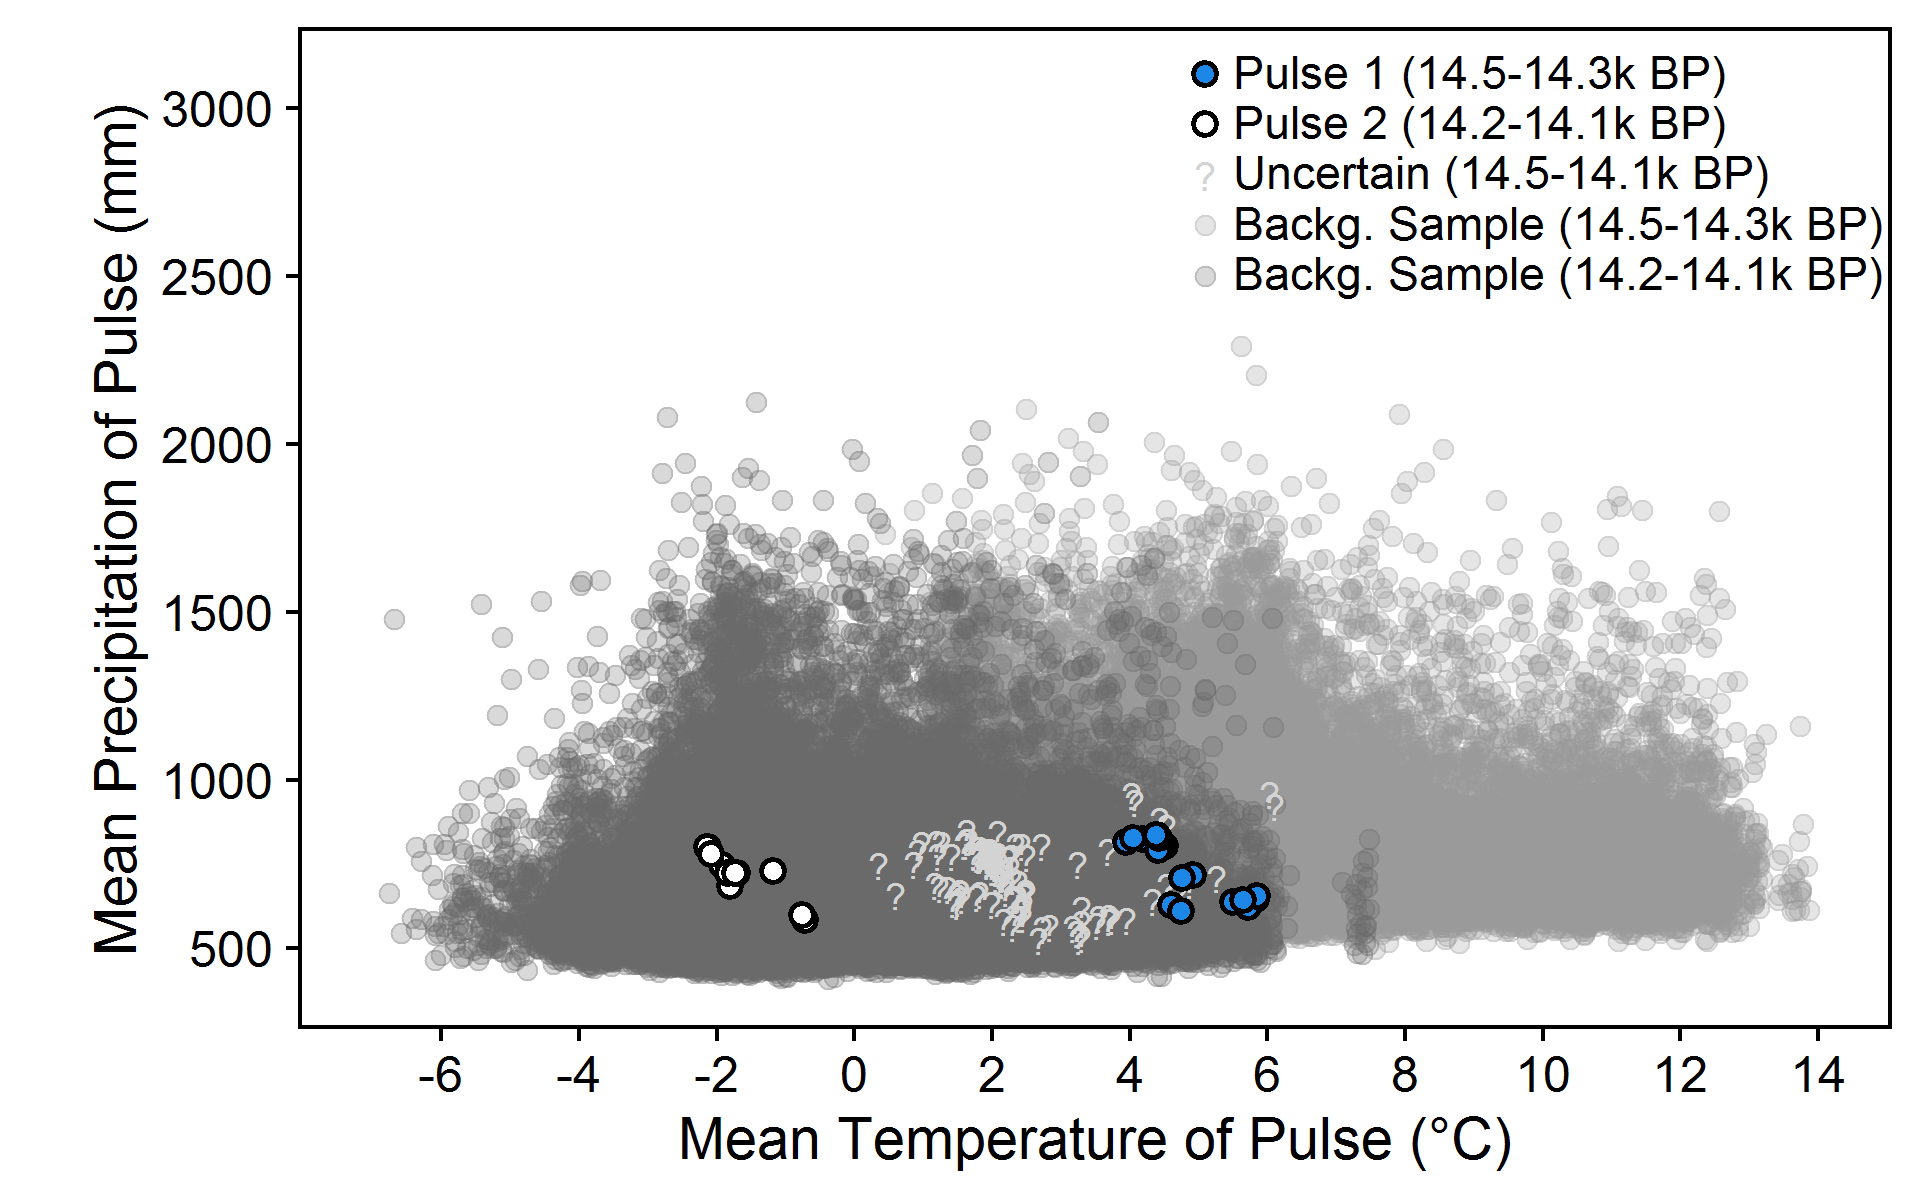 Mean Precipitation of Pulse (mm)
3000
2500
2000
1500
1000
500
Pulse 1 (14.5-14.3k BP)
Pulse 2 (14.2-14.1k BP)
? Uncertain (14.5-14.1k BP)
Backg. Sample (14.5-14.3k BP)
Backg. Sample (14.2-14.1k BP)
-6 -4 -2 0 2 4 6 8 10 12 14
Mean Temperature of Pulse (°C)